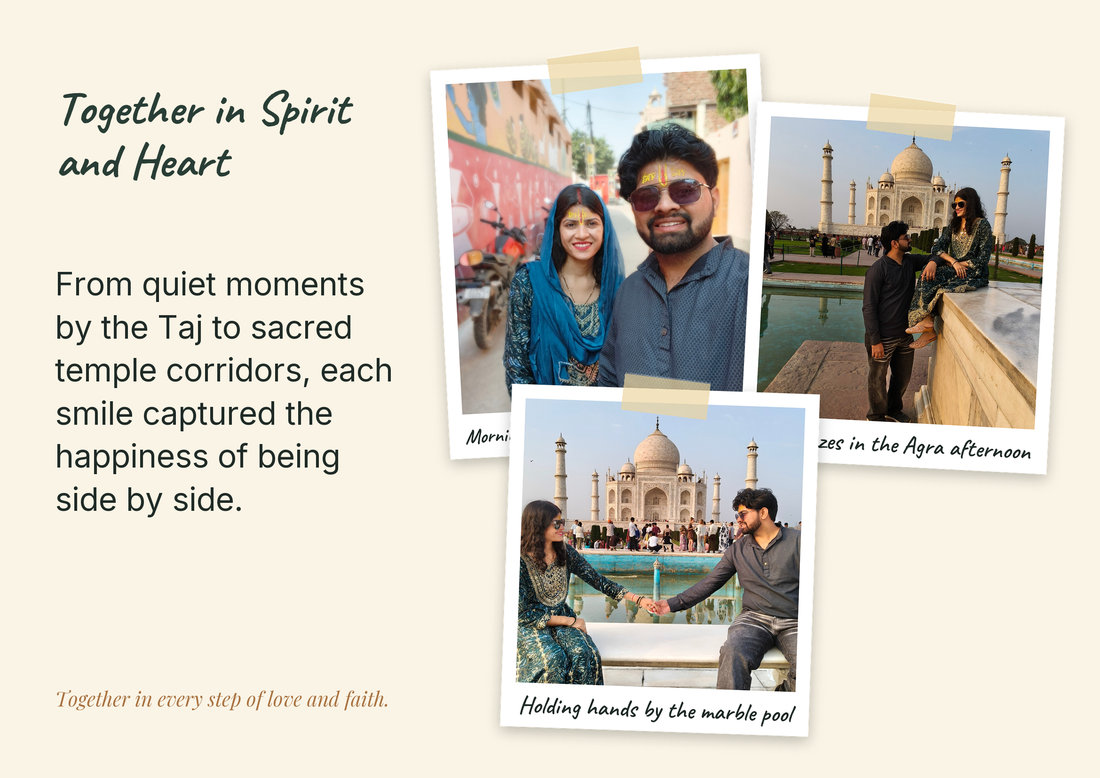 Together in Spirit
and Heart
From quiet moments
by the Taj to sacred
temple corridors, each
smile captured the
happiness of being
side by side.
Together in every step of love and faith.
in the Agra afternoon
Holding hands by the marble pool